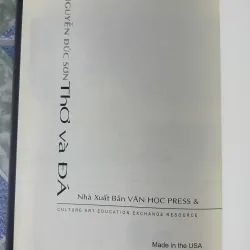 NGUYỄN ĐỨC SƠN
THƠ VÀ ĐÁ
Nhà Xuất Bản VĂN HỌC PRESS &
CULTURE ART EDUCATION EXCHANGE RESOURCE
Made in the USA